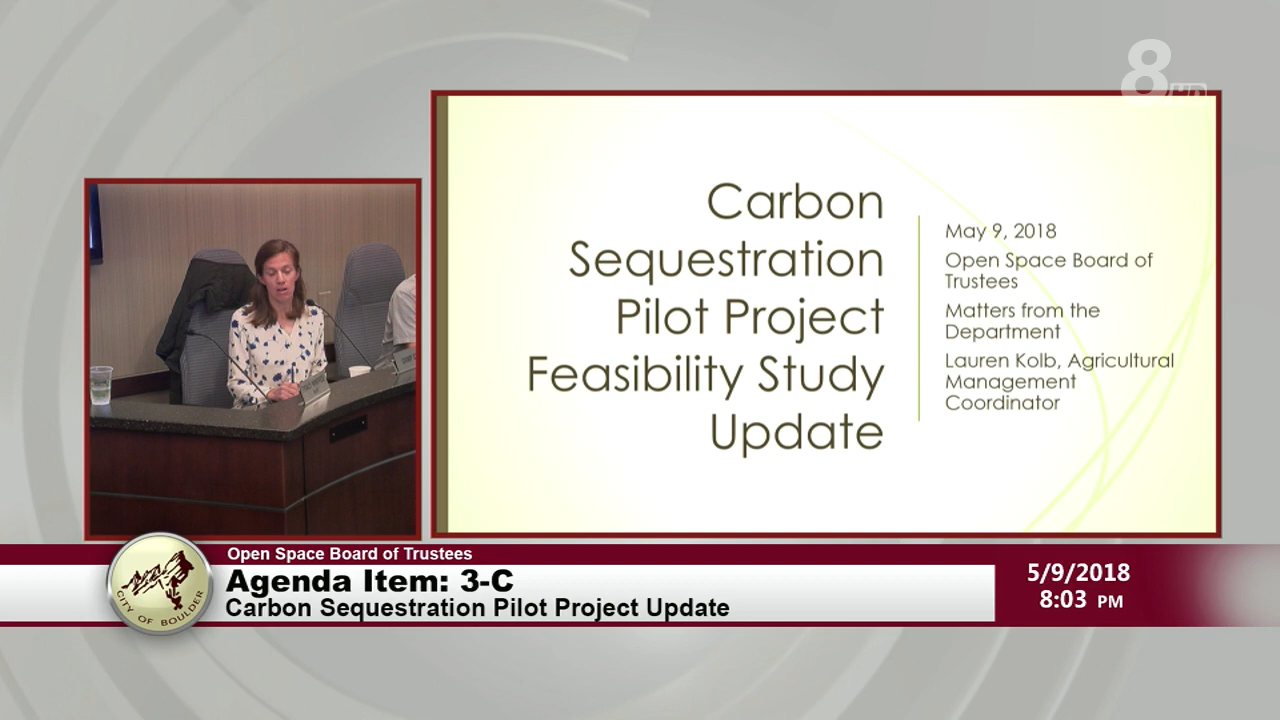 8
HD
Carbon
Sequestration
Pilot Project
Feasibility Study
Update
May 9, 2018
Open Space Board of
Trustees
Matters from the
Department
Lauren Kolb, Agricultural
Management
Coordinator
Open Space Board of Trustees
Agenda Item: 3-C
Carbon Sequestration Pilot Project Update
CITY OF BOULDER
5/9/2018
8:03 PM